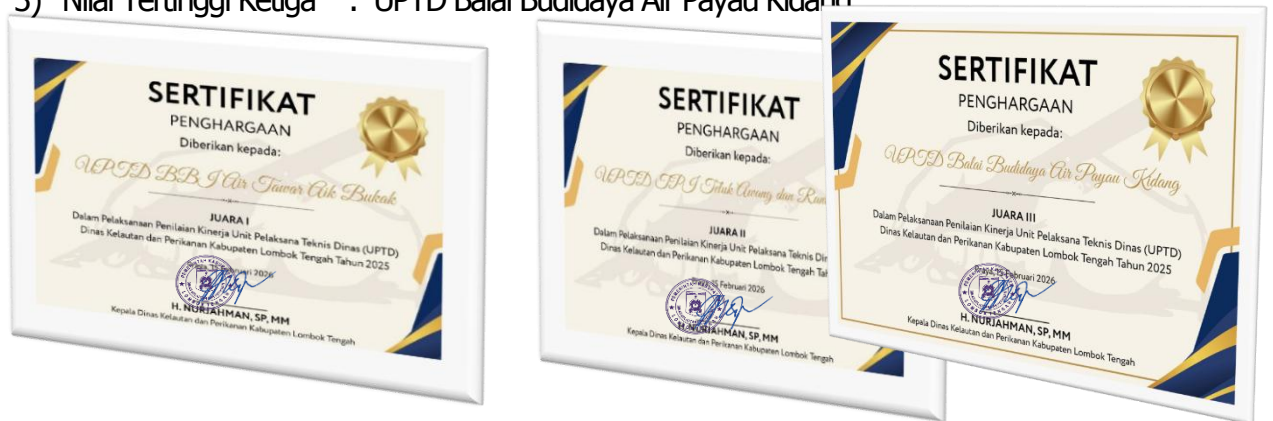 3) Nilai Tertinggi Ketiga : UPTD Balai Budidaya Air Payau Kidang
SERTIFIKAT
PENGHARGAAN
Diberikan kepada:
UPTD BBI Air Tawar Aik Bukak
JUARA I
Dalam Pelaksanaan Penilaian Kinerja Unit Pelaksana Teknis Dinas (UPTD)
Dinas Kelautan dan Perikanan Kabupaten Lombok Tengah Tahun 2025
2026
H. NURJAHMAN, SP, MM
Kepala Dinas Kelautan dan Perikanan Kabupaten Lombok Tengah
SERTIFIKAT
PENGHARGAAN
Diberikan kepada:
UPTD TPI Teluk Awang dan
JUARA II
Dalam Pelaksanaan Penilaian Kinerja Unit Pelaksana Teknis
Dinas Kelautan dan Perikanan Kabupaten Lombok Tengah
Februari 2026
H. NURJAHMAN, SP, MM
Kepala Dinas Kelautan dan Perikanan Kabupaten Lombok Tengah
SERTIFIKAT
PENGHARGAAN
Diberikan kepada:
UPTD Balai Budidaya Air Payau Kidang
JUARA III
Dalam Pelaksanaan Penilaian Kinerja Unit Pelaksana Teknis Dinas (UPTD)
Dinas Kelautan dan Perikanan Kabupaten Lombok Tengah Tahun 2025
Februari 2026
H. NURJAHMAN, SP, MM
Kepala Dinas Kelautan dan Perikanan Kabupaten Lombok Tengah